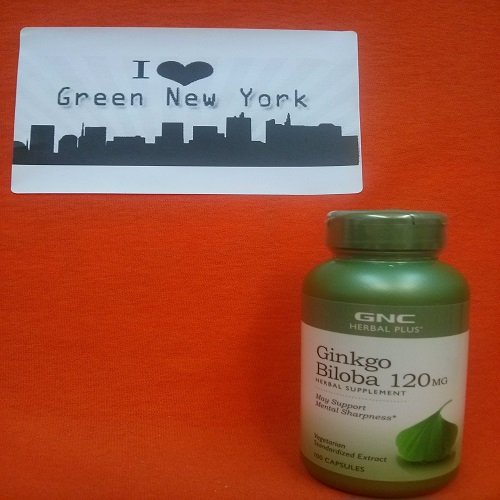 I ♥
Green New York
GNC
HERBAL PLUS®
Ginkgo
Biloba 120MG
HERBAL SUPPLEMENT
May Support
Mental Sharpness*
Vegetarian
Standardized Extract
100 CAPSULES